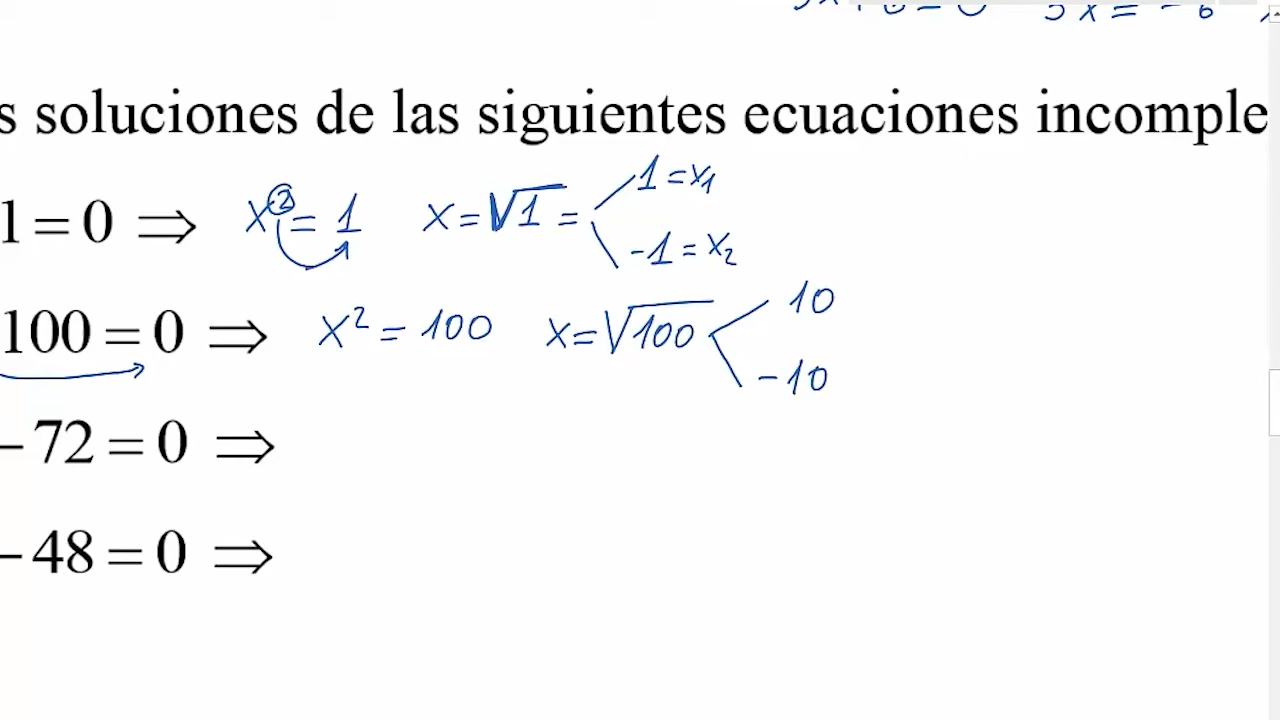 s soluciones de las siguientes ecuaciones incomple
1 = 0 ⇒ x² = 1 x = √1 = 1 = x₁
-1 = x₂
100 = 0 ⇒ x² = 100 x = √100 10
-10
- 72 = 0 ⇒
- 48 = 0 ⇒